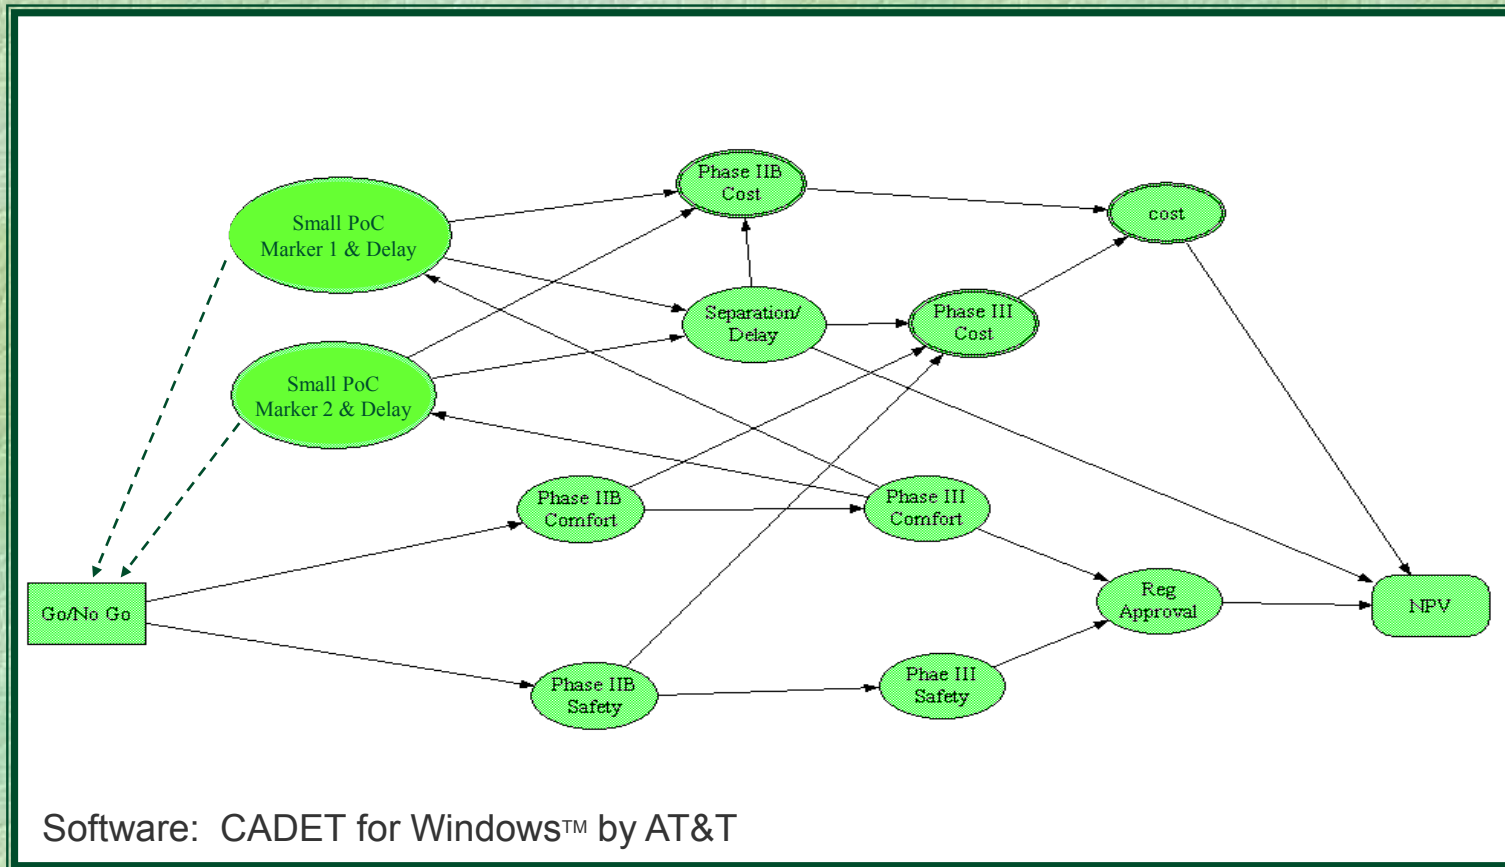 Phase IIB
Cost
cost
Small PoC
Marker 1 & Delay
Separation/
Delay
Phase III
Cost
Small PoC
Marker 2 & Delay
Phase IIB
Comfort
Phase III
Comfort
Go/No Go
Reg
Approval
NPV
Phase IIB
Safety
Phae III
Safety
Software: CADET for Windows™ by AT&T